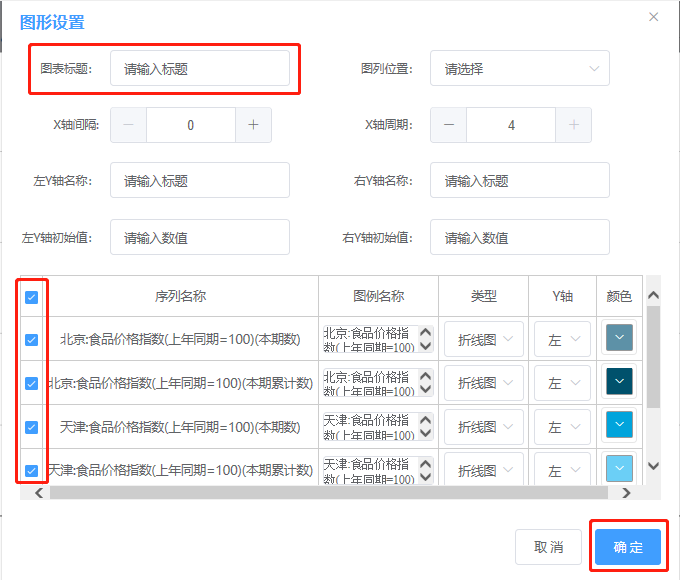 图形设置
图表标题: 请输入标题 图列位置: 请选择
X轴间隔: 0 X轴周期: 4
左Y轴名称: 请输入标题 右Y轴名称: 请输入标题
左Y轴初始值: 请输入数值 右Y轴初始值: 请输入数值
序列名称 图例名称 类型 Y轴 颜色
北京:食品价格指数(上年同期=100)(本期数) 北京:食品价格指
数(上年同期=100) 折线图 左
北京:食品价格指数(上年同期=100)(本期累计数) 北京:食品价格指
数(上年同期=100) 折线图 左
天津:食品价格指数(上年同期=100)(本期数) 天津:食品价格指
数(上年同期=100) 折线图 左
天津:食品价格指数(上年同期=100)(本期累计数) 天津:食品价格指
数(上年同期=100) 折线图 左
取消 确定